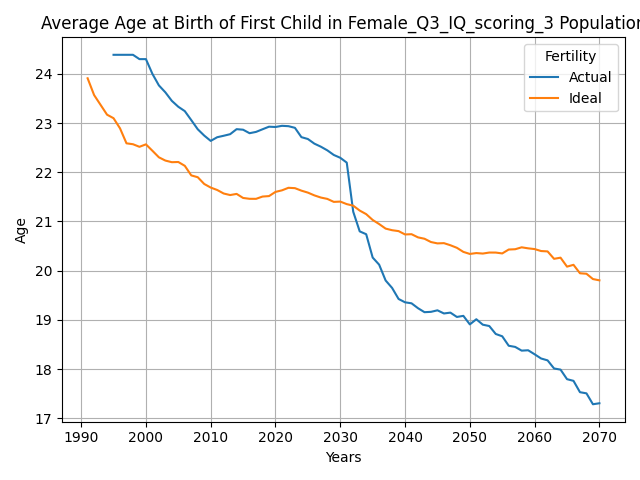 Average Age at Birth of First Child in Female_Q3_IQ_scoring_3 Population
Fertility
Actual
Ideal
24
23
22
21
20
19
18
17
Age
1990 2000 2010 2020 2030 2040 2050 2060 2070
Years